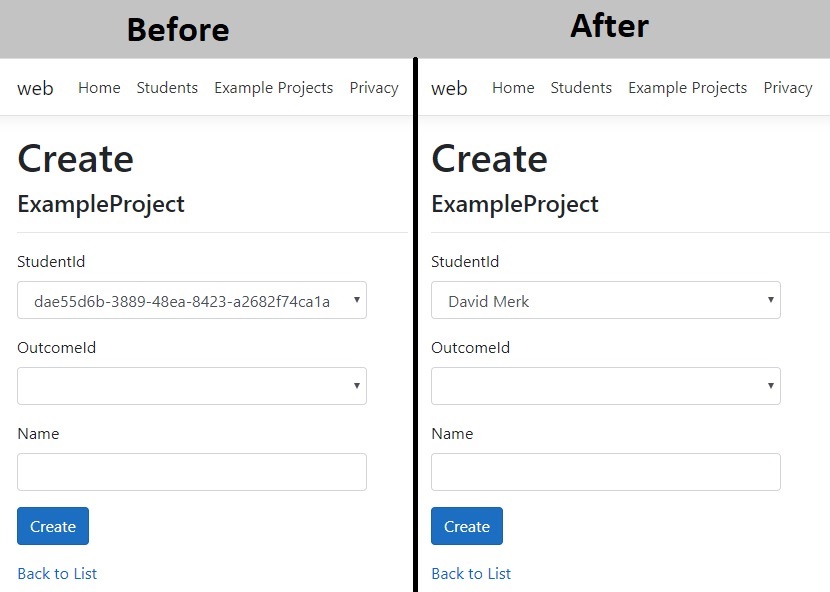 Before
web Home Students Example Projects Privacy
Create
ExampleProject
StudentId
dae55d6b-3889-48ea-8423-a2682f74ca1a
OutcomeId
Name
Create
Back to List
After
web Home Students Example Projects Privacy
Create
ExampleProject
StudentId
David Merk
OutcomeId
Name
Create
Back to List